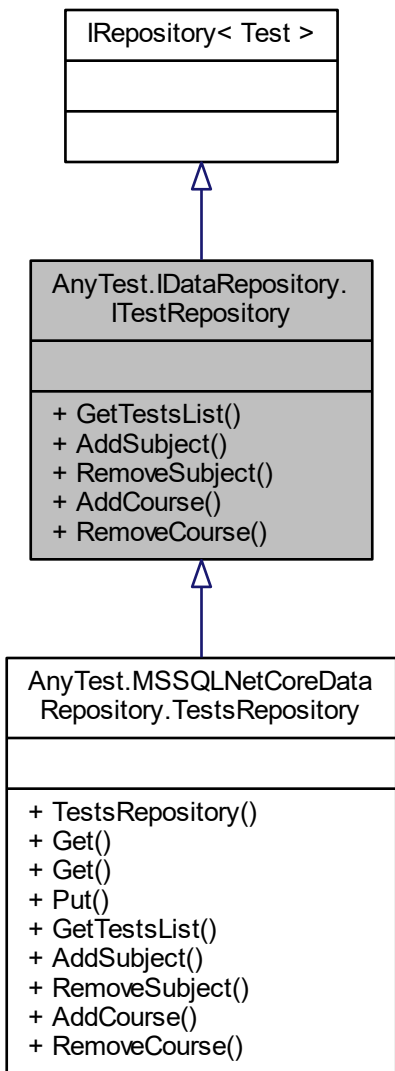 IRepository< Test >
AnyTest.IDataRepository.
ITestRepository
+ GetTestsList()
+ AddSubject()
+ RemoveSubject()
+ AddCourse()
+ RemoveCourse()
AnyTest.MSSQLNetCoreData
Repository.TestsRepository
+ TestsRepository()
+ Get()
+ Get()
+ Put()
+ GetTestsList()
+ AddSubject()
+ RemoveSubject()
+ AddCourse()
+ RemoveCourse()